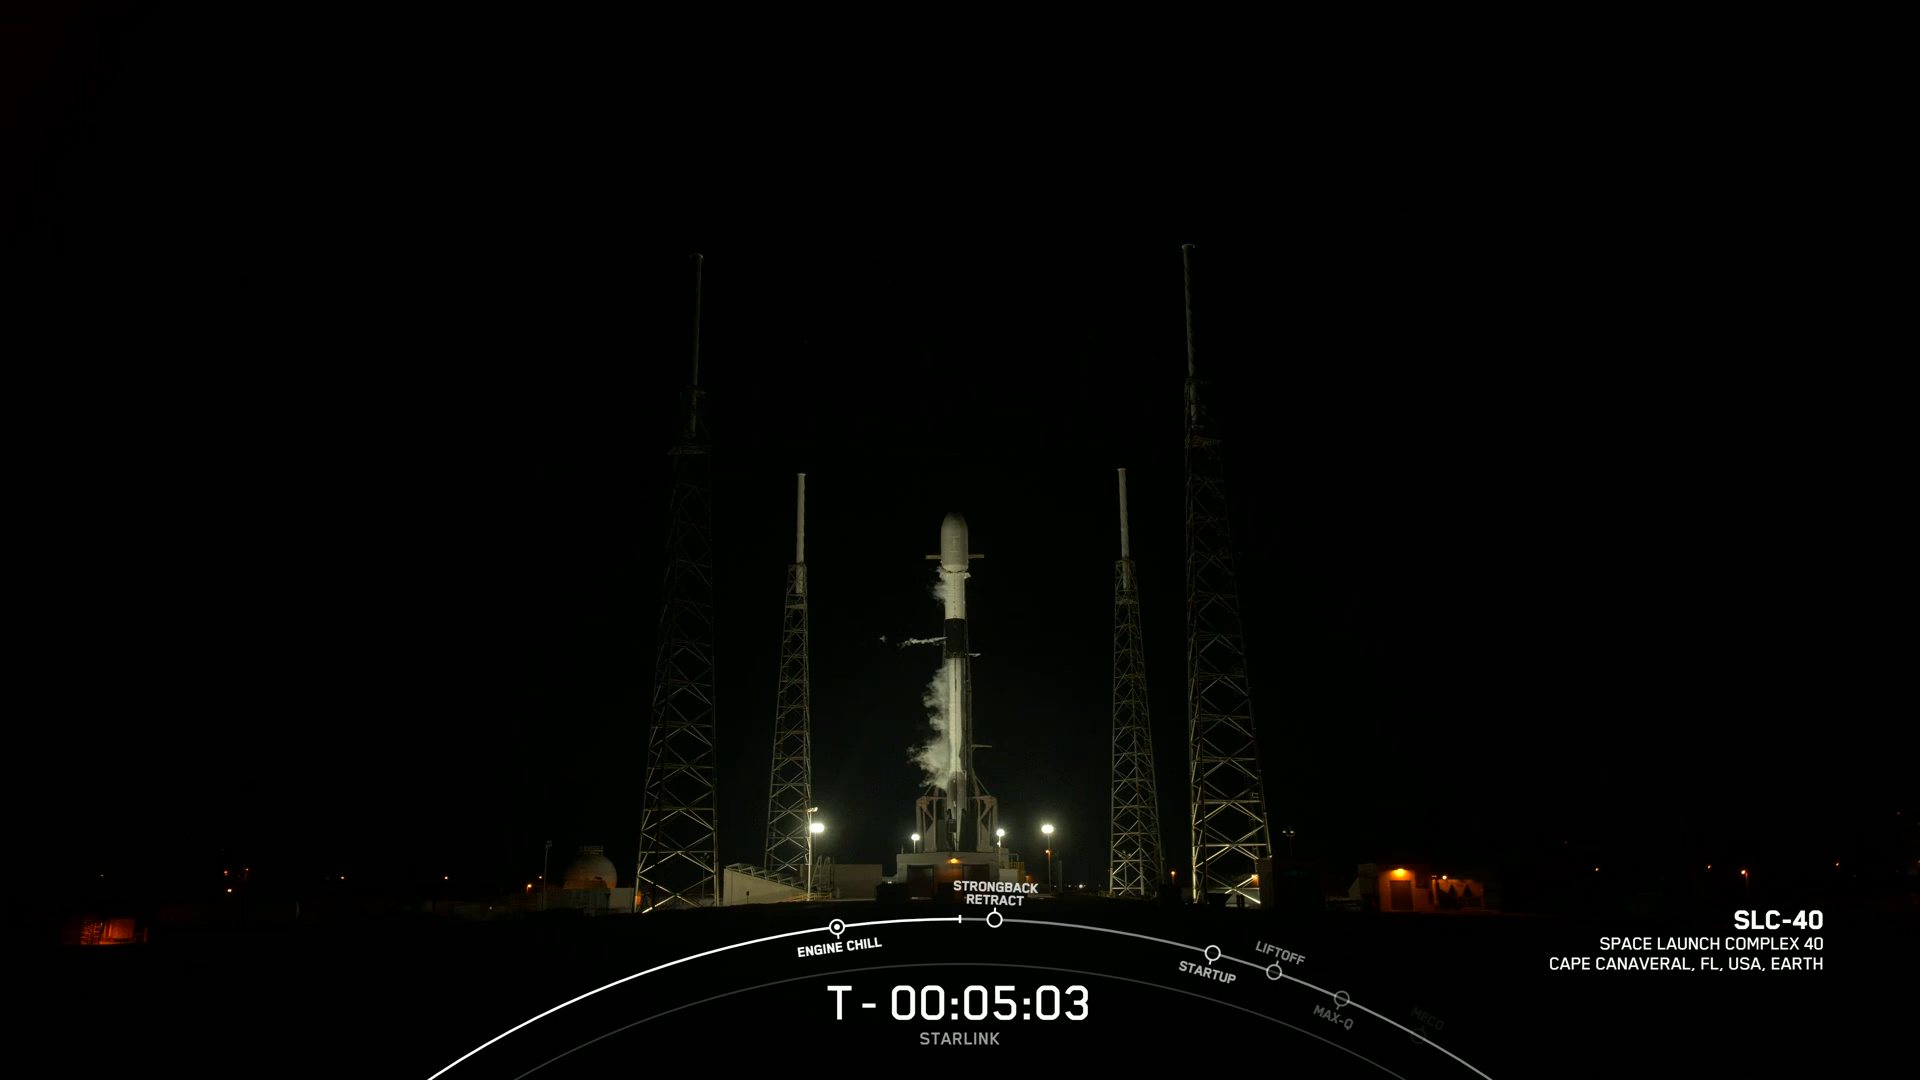 STRONGBACK
RETRACT
ENGINE CHILL
STARTUP
LIFTOFF
MAX-Q
MECO
T - 00:05:03
STARLINK
SLC-40
SPACE LAUNCH COMPLEX 40
CAPE CANAVERAL, FL, USA, EARTH